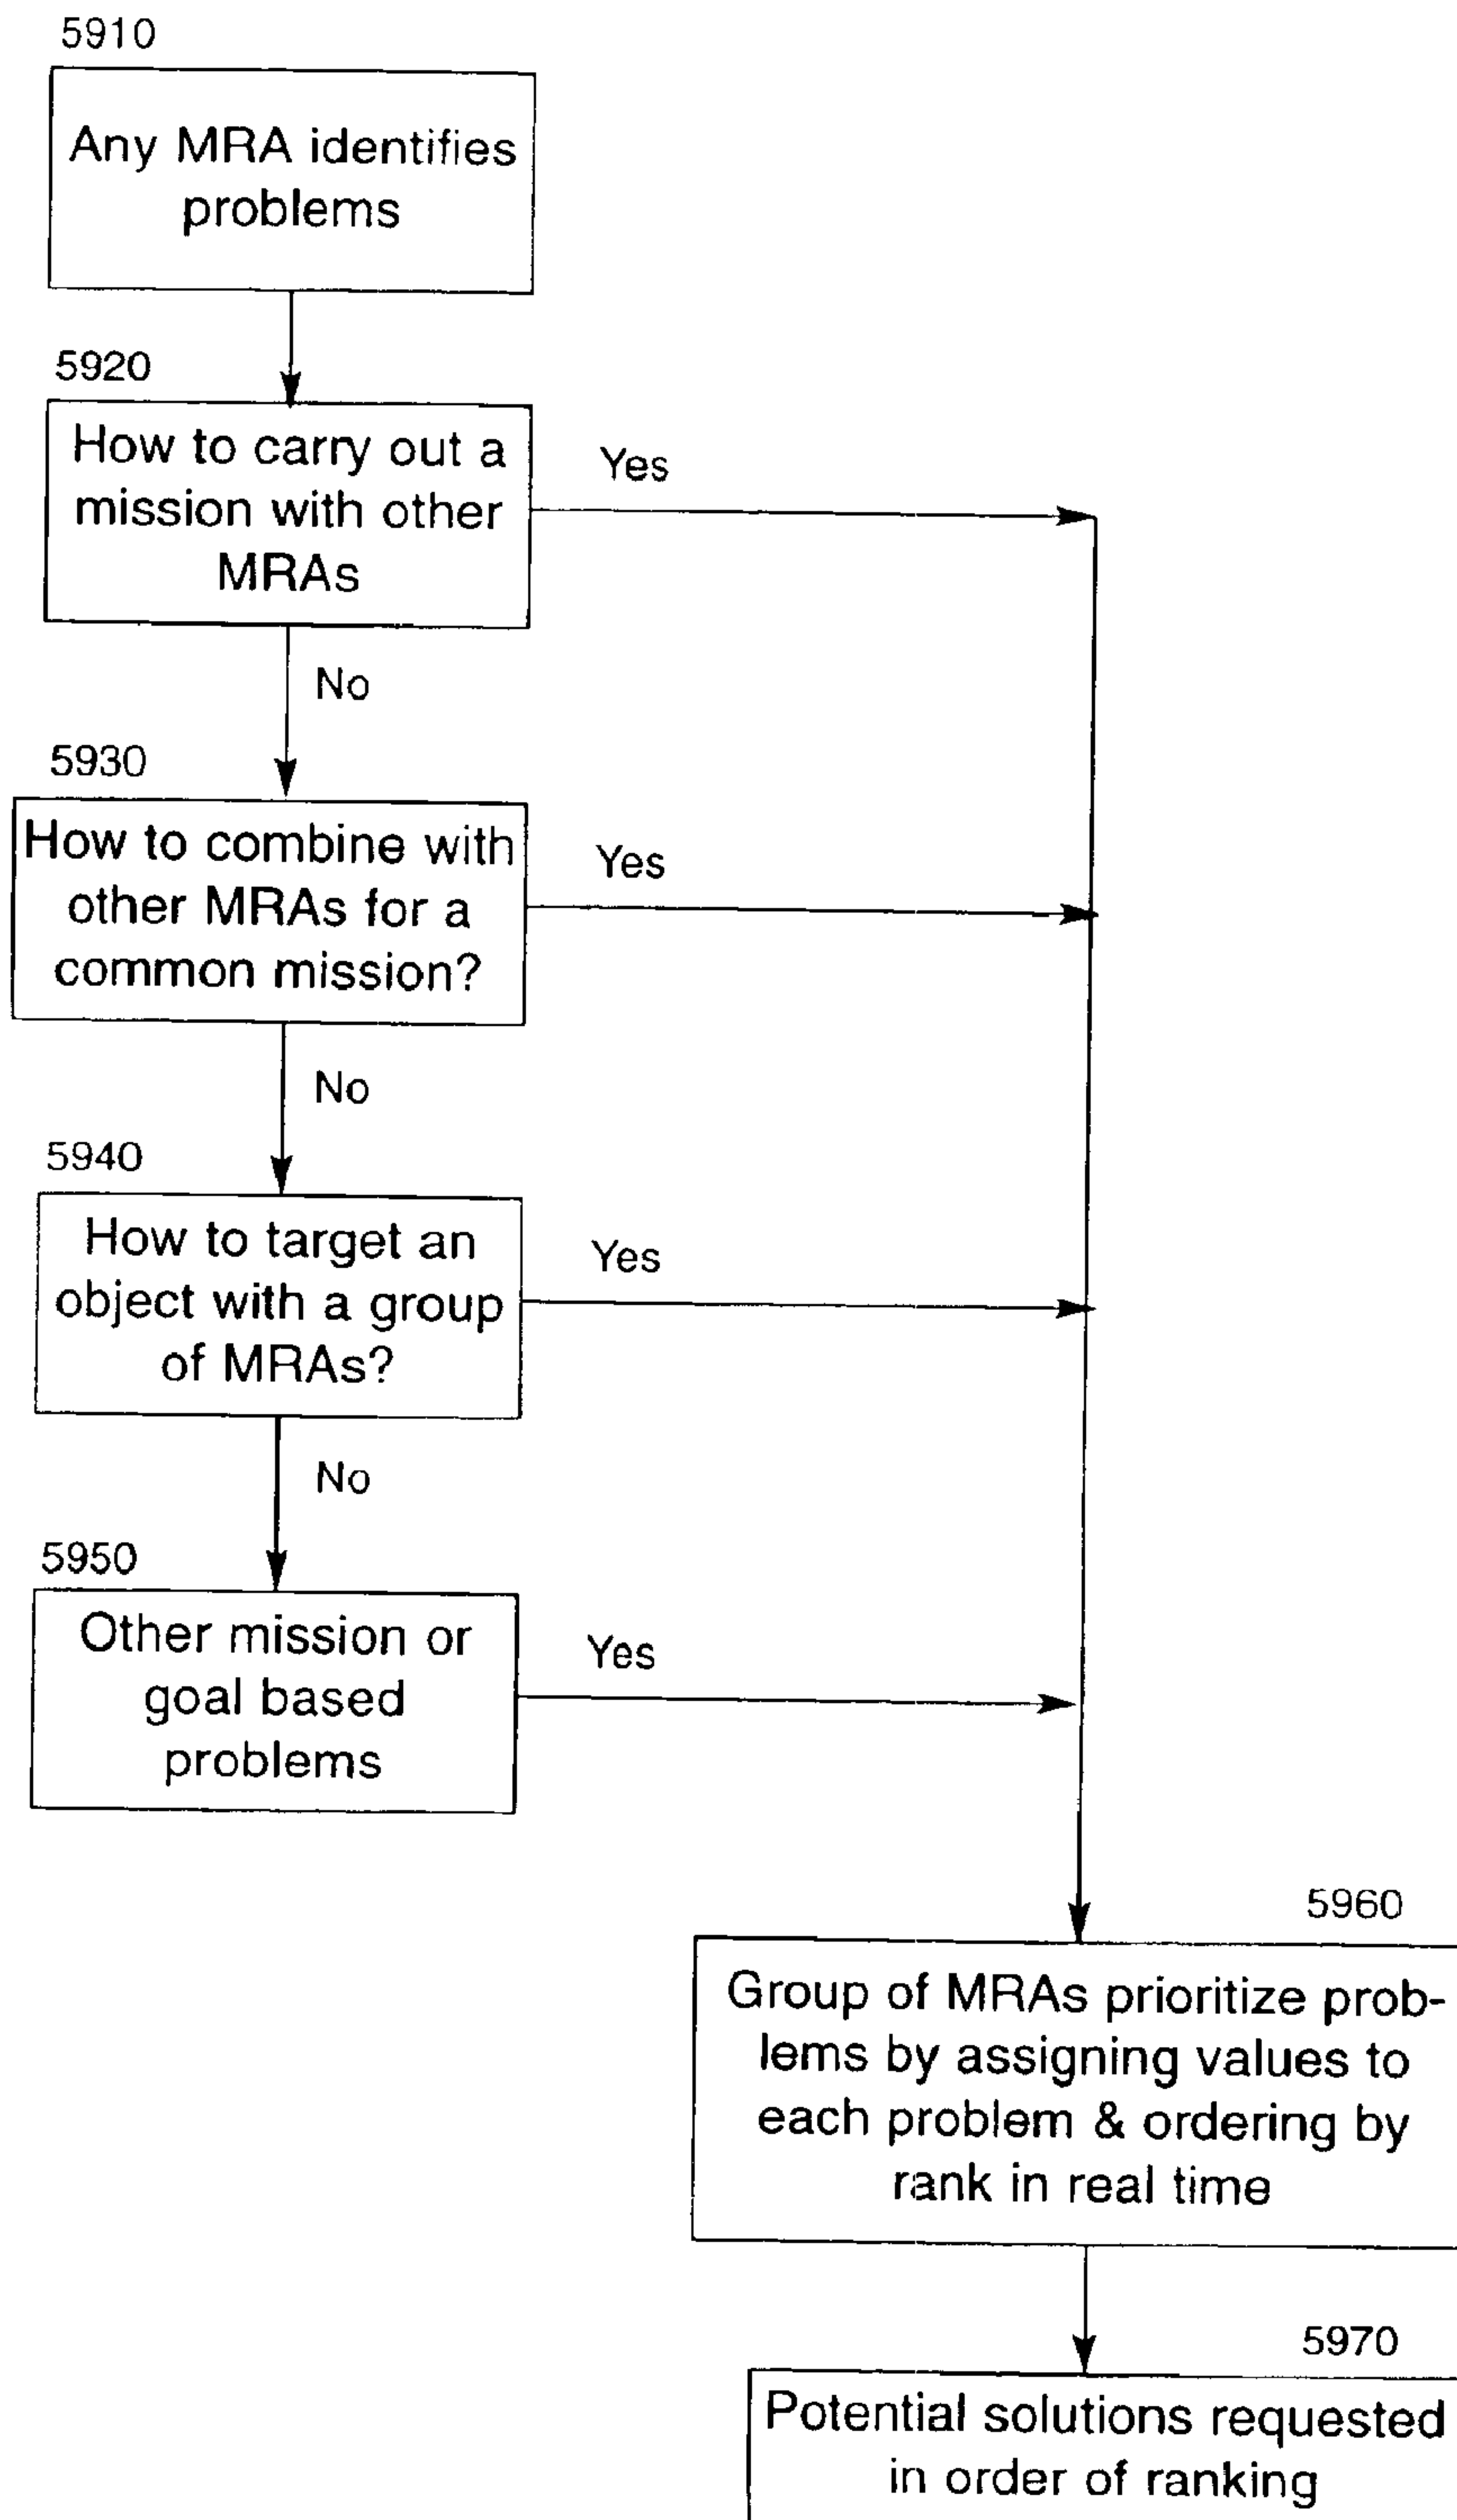 5910
Any MRA identifies
problems
5920
How to carry out a
mission with other
MRAs
Yes
No
5930
How to combine with
other MRAs for a
common mission?
Yes
No
5940
How to target an
object with a group
of MRAs?
Yes
No
5950
Other mission or
goal based
problems
Yes
5960
Group of MRAs prioritize prob-
lems by assigning values to
each problem & ordering by
rank in real time
5970
Potential solutions requested
in order of ranking